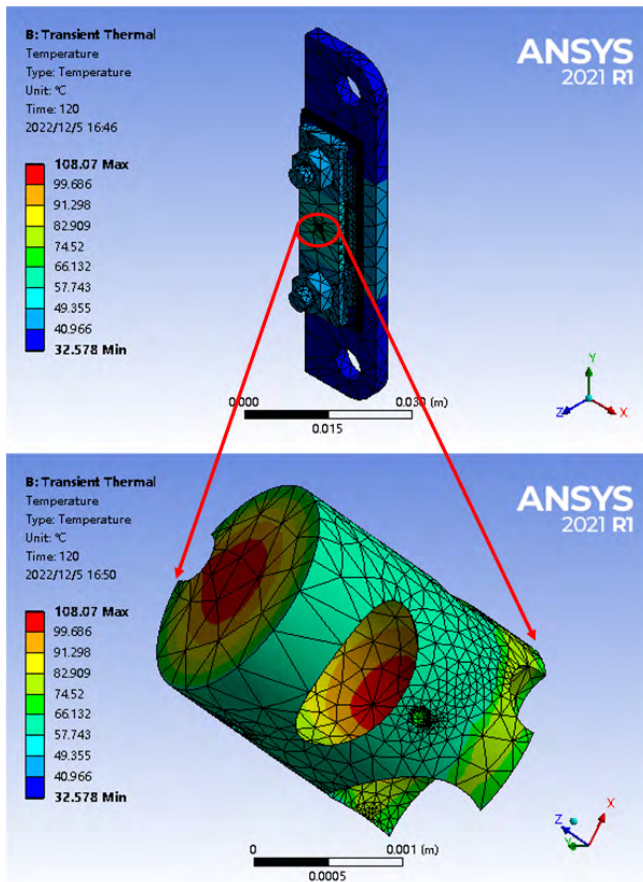 B: Transient Thermal
Temperature
Type: Temperature
Unit: °C
Time: 120
2022/12/5 16:46
108.07 Max
99.686
91.298
82.909
74.52
66.132
57.743
49.355
40.966
32.578 Min
ANSYS
2021 R1
0.000
0.030 (m)
0.015
Y
Z
X
B: Transient Thermal
Temperature
Type: Temperature
Unit: °C
Time: 120
2022/12/5 16:50
108.07 Max
99.686
91.298
82.909
74.52
66.132
57.743
49.355
40.966
32.578 Min
ANSYS
2021 R1
0
0.001 (m)
0.0005
X
Z
Y